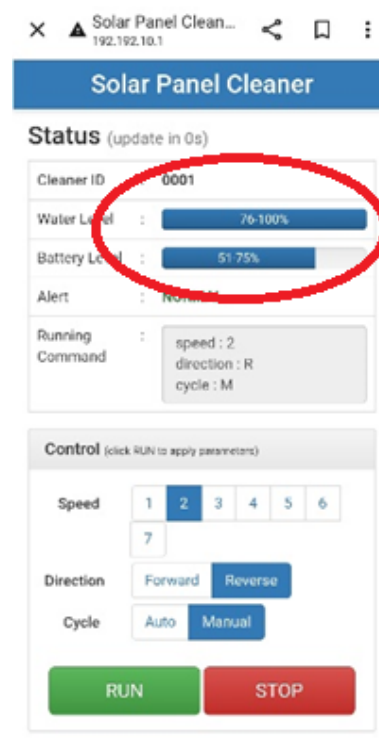 Solar Panel Clean...
192.192.10.1
Solar Panel Cleaner
Status (update in 0s)
Cleaner ID : 0001
Water Level : 76-100%
Battery Level : 51-75%
Alert :
Running : speed : 2
Command direction : R
cycle : M
Control (click RUN to apply parameters)
Speed 1 2 3 4 5 6
7
Direction Forward Reverse
Cycle Auto Manual
RUN STOP